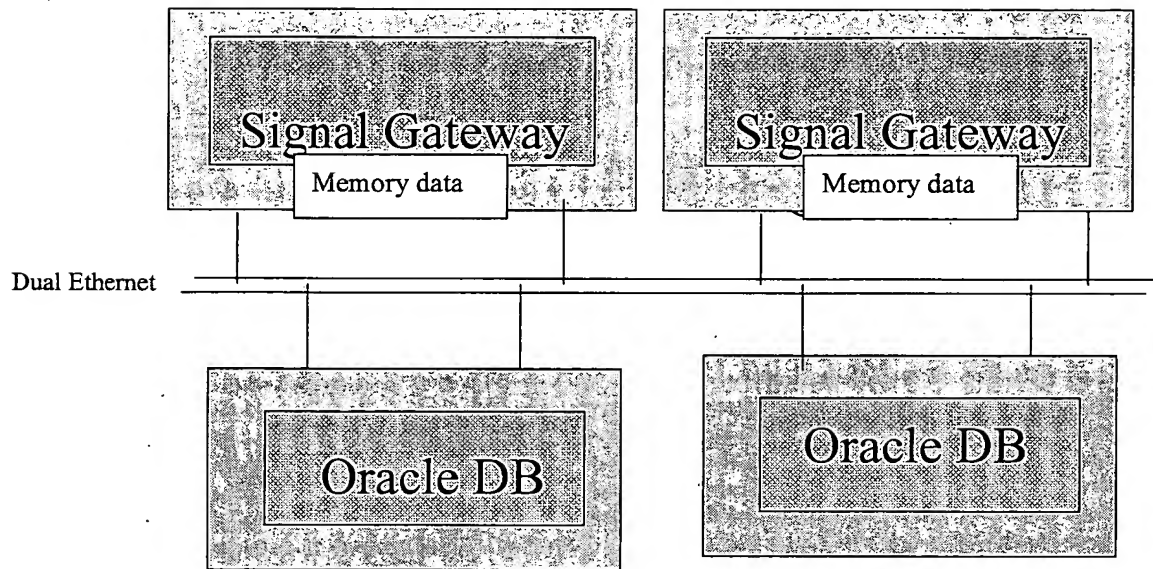 Signal Gateway
Memory data
Signal Gateway
Memory data
Dual Ethernet
Oracle DB
Oracle DB